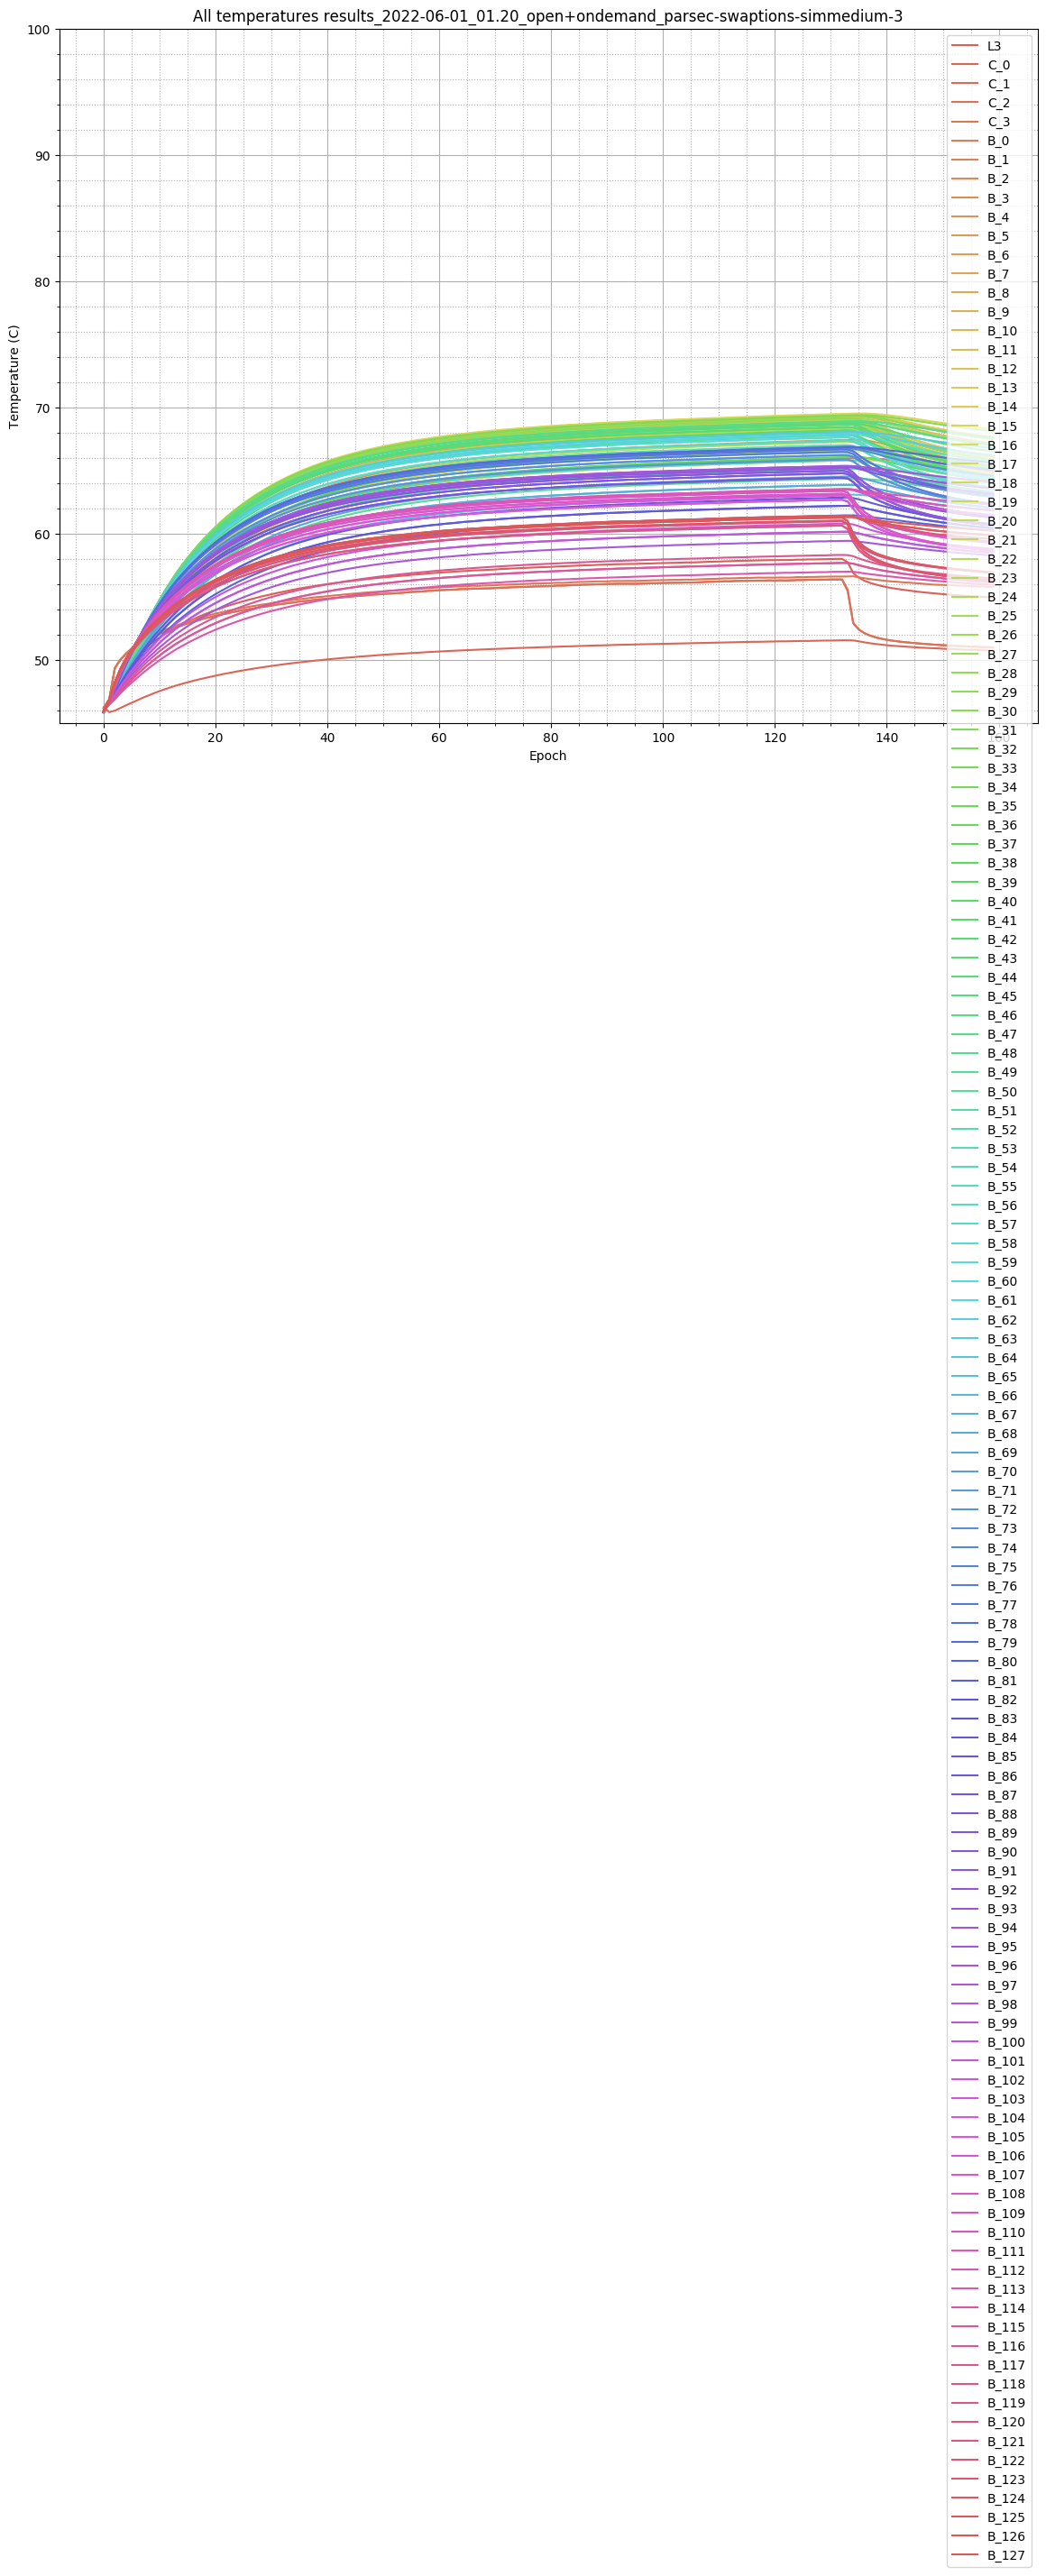 All temperatures results_2022-06-01_01.20_open+ondemand_parsec-swaptions-simmedium-3
100
90
80
70
60
50
Temperature (C)
0
20
40
60
80
100
120
140
160
Epoch
L3
C_0
C_1
C_2
C_3
B_0
B_1
B_2
B_3
B_4
B_5
B_6
B_7
B_8
B_9
B_10
B_11
B_12
B_13
B_14
B_15
B_16
B_17
B_18
B_19
B_20
B_21
B_22
B_23
B_24
B_25
B_26
B_27
B_28
B_29
B_30
B_31
B_32
B_33
B_34
B_35
B_36
B_37
B_38
B_39
B_40
B_41
B_42
B_43
B_44
B_45
B_46
B_47
B_48
B_49
B_50
B_51
B_52
B_53
B_54
B_55
B_56
B_57
B_58
B_59
B_60
B_61
B_62
B_63
B_64
B_65
B_66
B_67
B_68
B_69
B_70
B_71
B_72
B_73
B_74
B_75
B_76
B_77
B_78
B_79
B_80
B_81
B_82
B_83
B_84
B_85
B_86
B_87
B_88
B_89
B_90
B_91
B_92
B_93
B_94
B_95
B_96
B_97
B_98
B_99
B_100
B_101
B_102
B_103
B_104
B_105
B_106
B_107
B_108
B_109
B_110
B_111
B_112
B_113
B_114
B_115
B_116
B_117
B_118
B_119
B_120
B_121
B_122
B_123
B_124
B_125
B_126
B_127